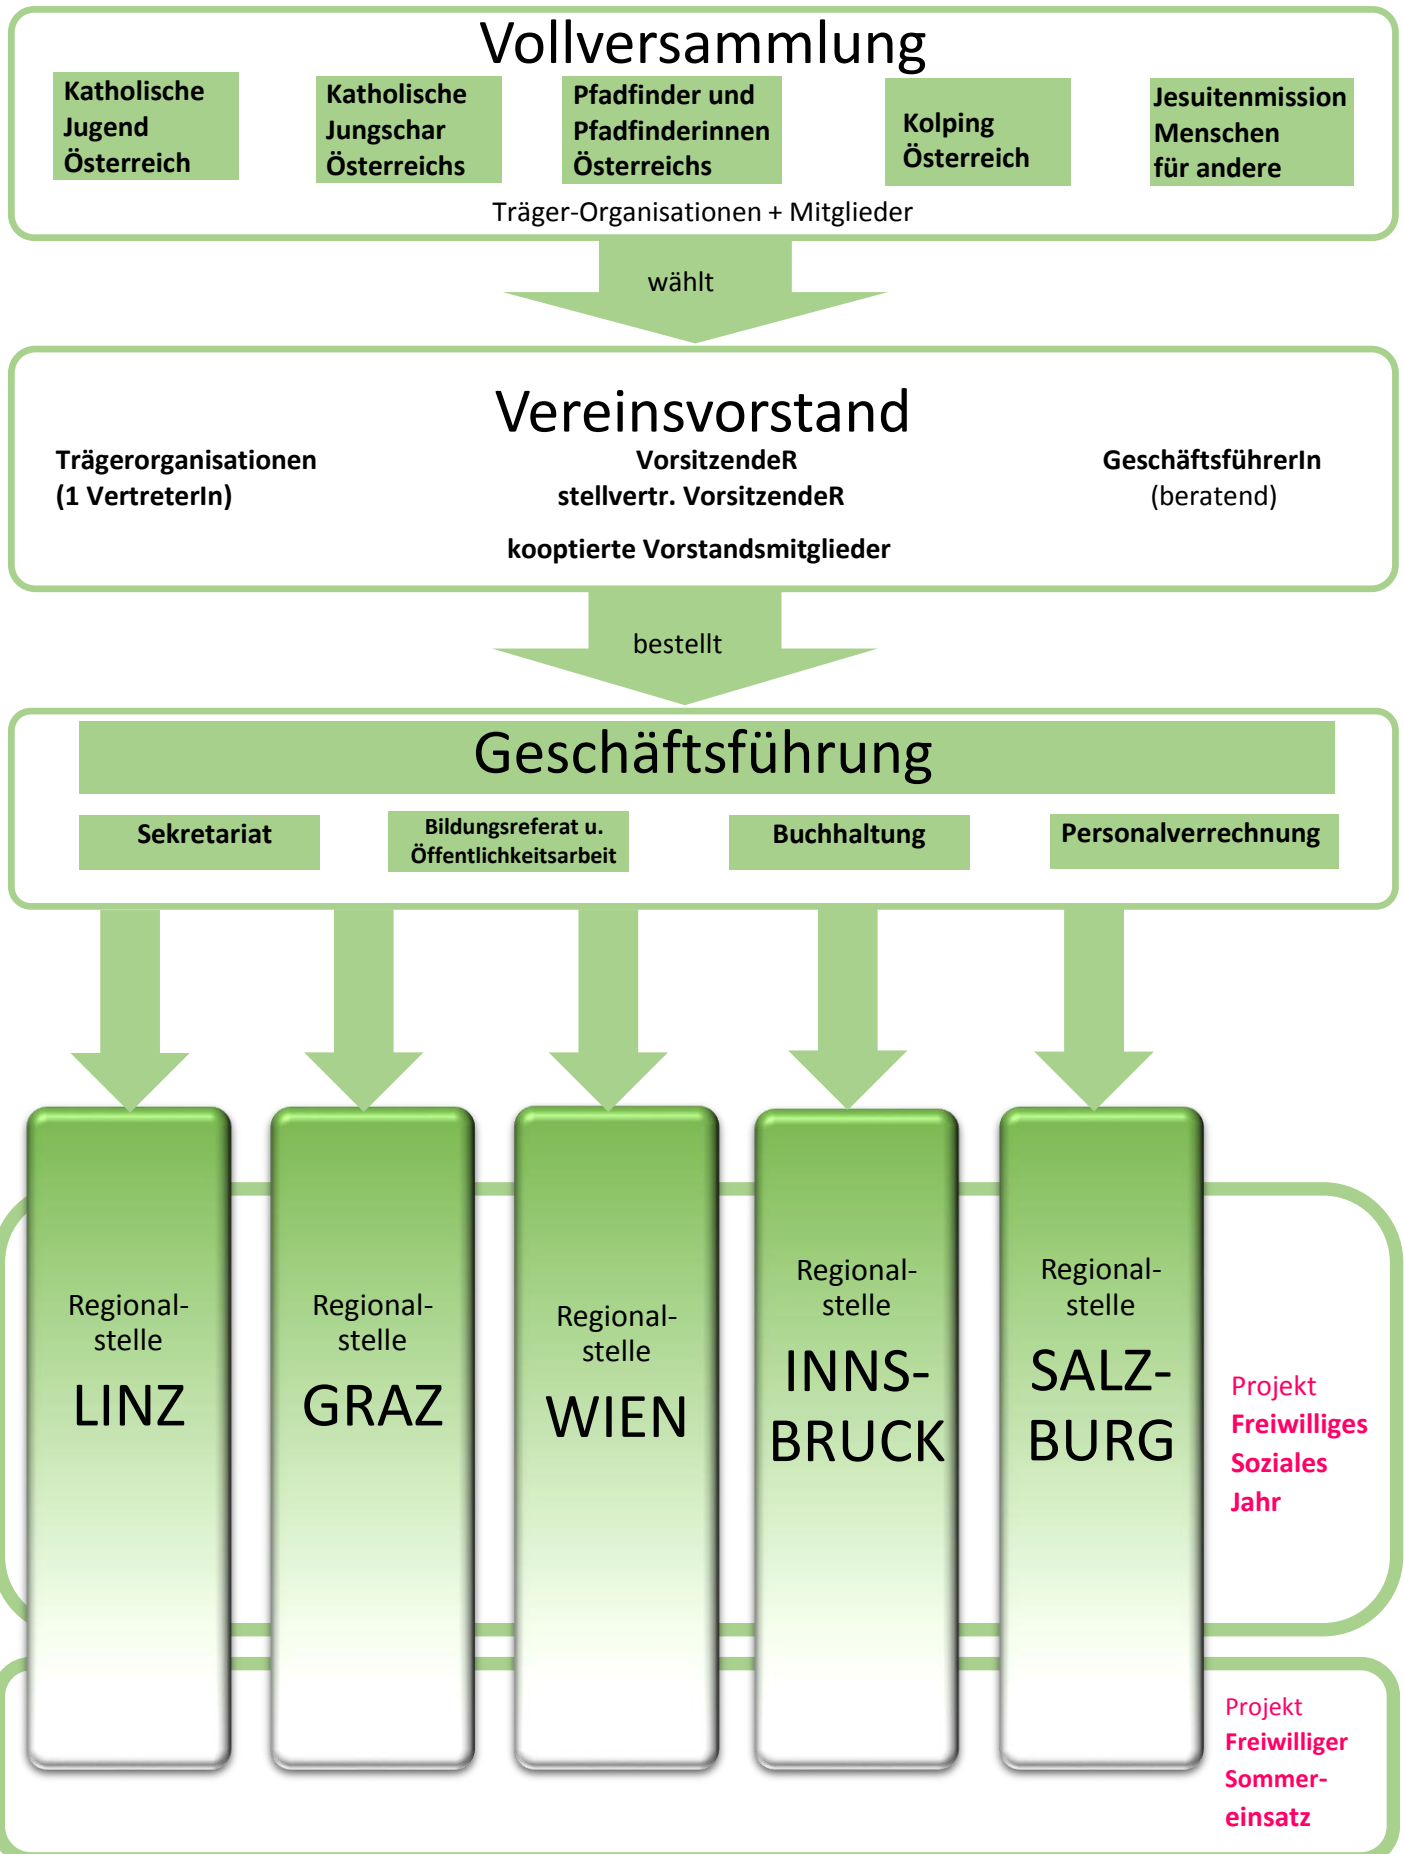 Vollversammlung
Katholische
Jugend
Österreich
Katholische
Jungschar
Österreichs
Pfadfinder und
Pfadfinderinnen
Österreichs
Kolping
Österreich
Jesuitenmission
Menschen
für andere
Träger-Organisationen + Mitglieder
wählt
Vereinsvorstand
Trägerorganisationen
(1 VertreterIn)
VorsitzendeR
stellvertr. VorsitzendeR
kooptierte Vorstandsmitglieder
GeschäftsführerIn
(beratend)
bestellt
Geschäftsführung
Sekretariat
Bildungsreferat u.
Öffentlichkeitsarbeit
Buchhaltung
Personalverrechnung
Regional-
stelle
LINZ
Regional-
stelle
GRAZ
Regional-
stelle
WIEN
Regional-
stelle
INNS-
BRUCK
Regional-
stelle
SALZ-
BURG
Projekt
Freiwilliges
Soziales
Jahr
Projekt
Freiwilliger
Sommer-
einsatz